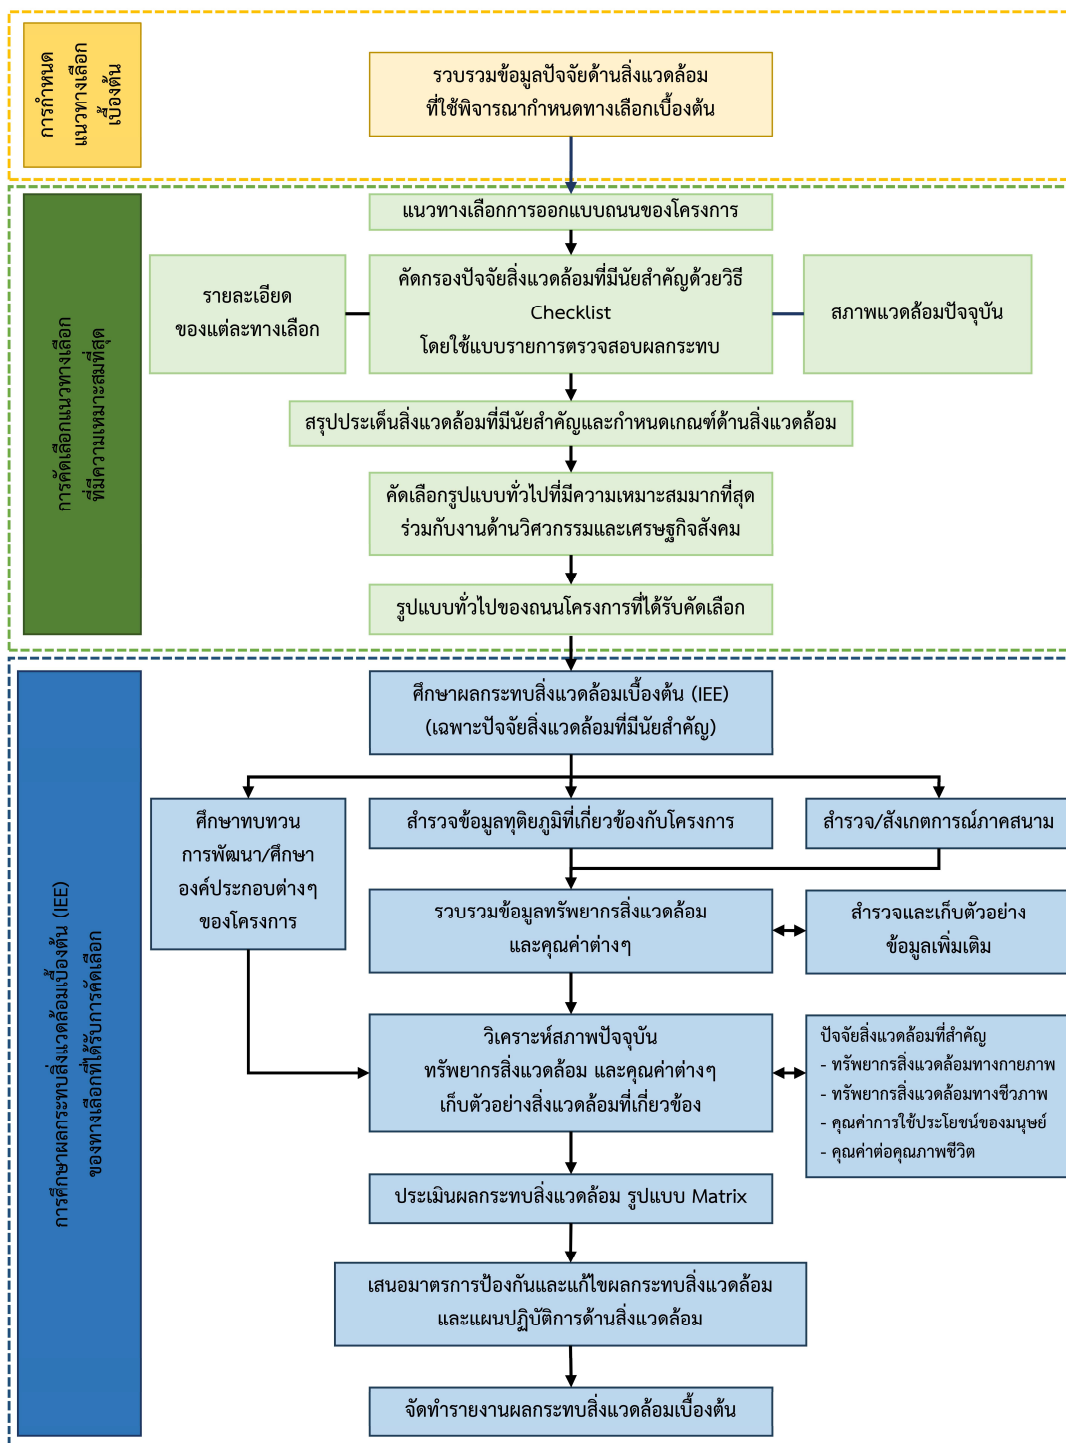 การกำหนด
แนวทางเลือก
เบื้องต้น
รวบรวมข้อมูลปัจจัยด้านสิ่งแวดล้อม
ที่ใช้พิจารณากำหนดทางเลือกเบื้องต้น
การคัดเลือกแนวทางเลือก
ที่มีความเหมาะสมที่สุด
แนวทางเลือกการออกแบบถนนของโครงการ
รายละเอียด
ของแต่ละทางเลือก
คัดกรองปัจจัยสิ่งแวดล้อมที่มีนัยสำคัญด้วยวิธี
Checklist
โดยใช้แบบรายการตรวจสอบผลกระทบ
สภาพแวดล้อมปัจจุบัน
สรุปประเด็นสิ่งแวดล้อมที่มีนัยสำคัญและกำหนดเกณฑ์ด้านสิ่งแวดล้อม
คัดเลือกรูปแบบทั่วไปที่มีความเหมาะสมมากที่สุด
ร่วมกับงานด้านวิศวกรรมและเศรษฐกิจสังคม
รูปแบบทั่วไปของถนนโครงการที่ได้รับคัดเลือก
การศึกษาผลกระทบสิ่งแวดล้อมเบื้องต้น (IEE)
ของทางเลือกที่ได้รับการคัดเลือก
ศึกษาผลกระทบสิ่งแวดล้อมเบื้องต้น (IEE)
(เฉพาะปัจจัยสิ่งแวดล้อมที่มีนัยสำคัญ)
ศึกษาทบทวน
การพัฒนา/ศึกษา
องค์ประกอบต่างๆ
ของโครงการ
สำรวจข้อมูลทุติยภูมิที่เกี่ยวข้องกับโครงการ
สำรวจ/สังเกตการณ์ภาคสนาม
รวบรวมข้อมูลทรัพยากรสิ่งแวดล้อม
และคุณค่าต่างๆ
สำรวจและเก็บตัวอย่าง
ข้อมูลเพิ่มเติม
วิเคราะห์สภาพปัจจุบัน
ทรัพยากรสิ่งแวดล้อม และคุณค่าต่างๆ
เก็บตัวอย่างสิ่งแวดล้อมที่เกี่ยวข้อง
ปัจจัยสิ่งแวดล้อมที่สำคัญ
- ทรัพยากรสิ่งแวดล้อมทางกายภาพ
- ทรัพยากรสิ่งแวดล้อมทางชีวภาพ
- คุณค่าการใช้ประโยชน์ของมนุษย์
- คุณค่าต่อคุณภาพชีวิต
ประเมินผลกระทบสิ่งแวดล้อม รูปแบบ Matrix
เสนอมาตรการป้องกันและแก้ไขผลกระทบสิ่งแวดล้อม
และแผนปฏิบัติการด้านสิ่งแวดล้อม
จัดทำรายงานผลกระทบสิ่งแวดล้อมเบื้องต้น